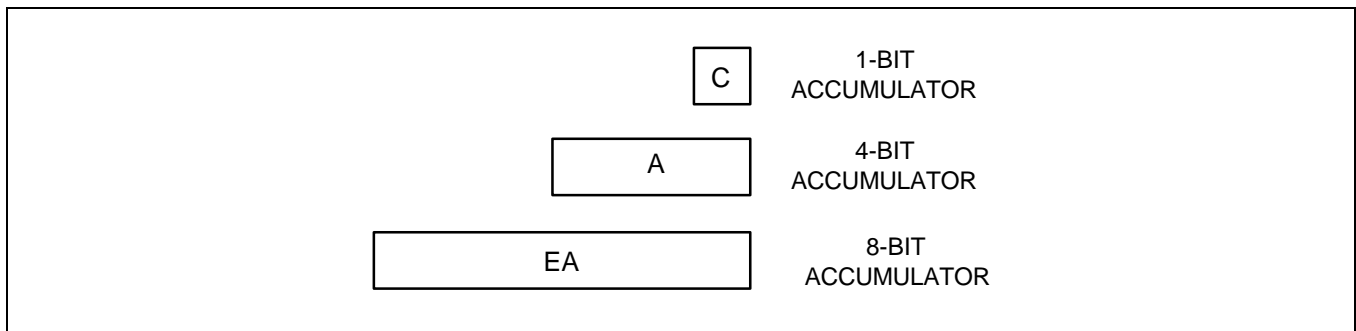 C
1-BIT
ACCUMULATOR
A
4-BIT
ACCUMULATOR
EA
8-BIT
ACCUMULATOR